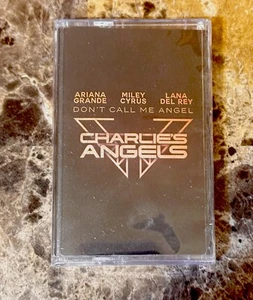 ARIANA GRANDE MILEY CYRUS LANA DEL REY
DON'T CALL ME ANGEL
CHARLIE'S
ANGELS